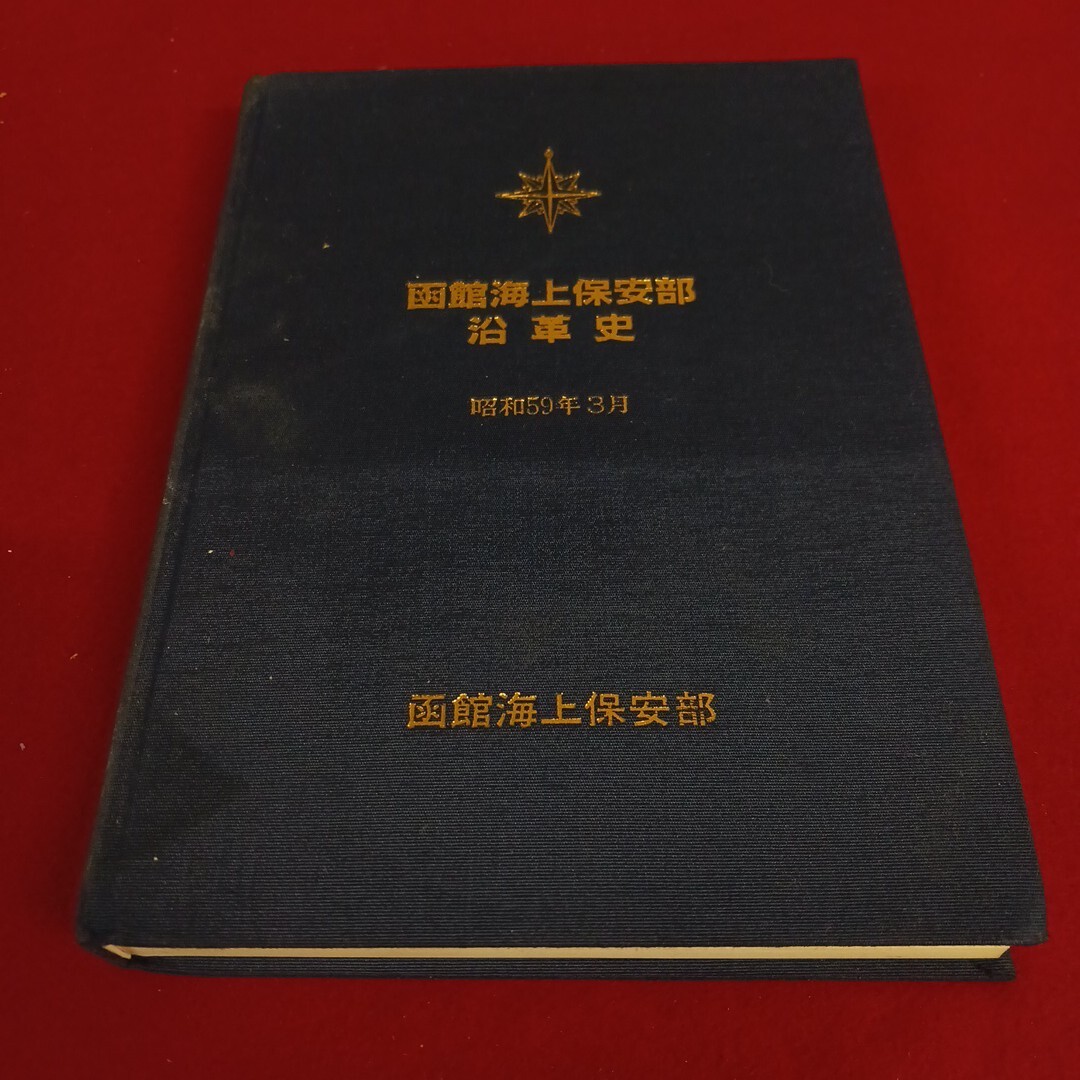 函館海上保安部
沿革史
昭和59年3月
函館海上保安部